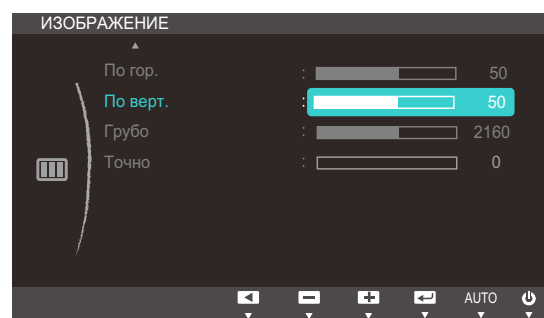 ИЗОБРАЖЕНИЕ
По гор. : 50
По верт. : 50
Грубо : 2160
Точно : 0
AUTO